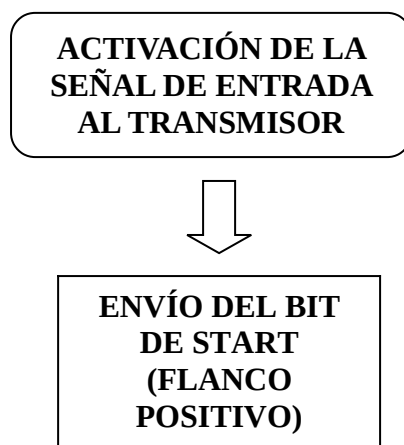 ACTIVACIÓN DE LA
SEÑAL DE ENTRADA
AL TRANSMISOR
ENVÍO DEL BIT
DE START
(FLANCO
POSITIVO)